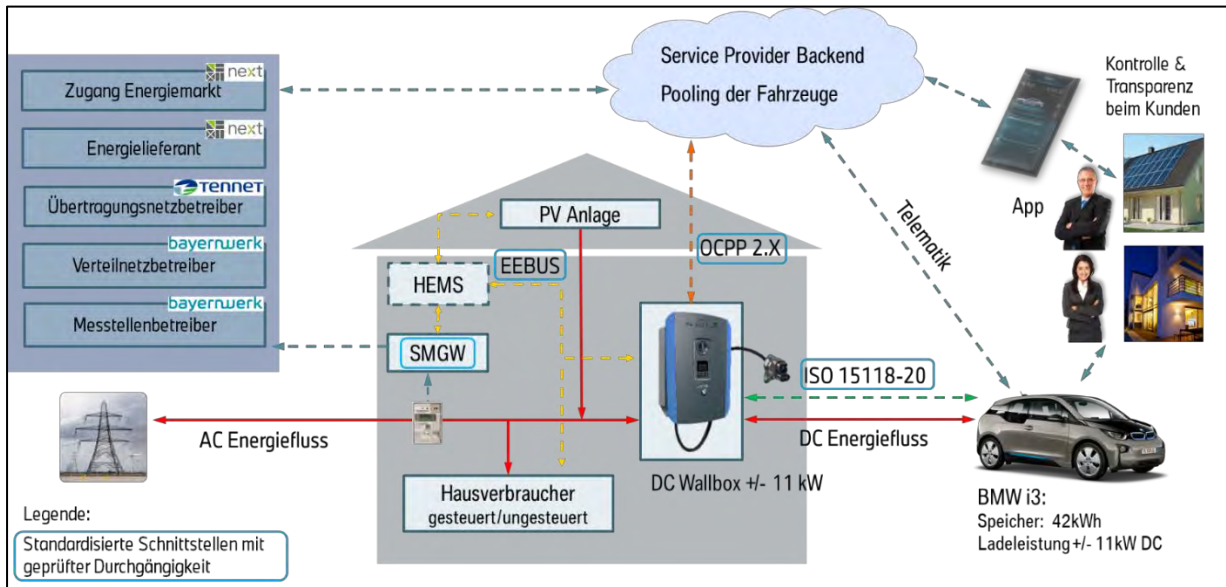 next
Zugang Energiemarkt
next
Energielieferant
TENNET
Übertragungsnetzbetreiber
bayernwerk
Verteilnetzbetreiber
bayernwerk
Messtellenbetreiber
Service Provider Backend
Pooling der Fahrzeuge
Kontrolle &
Transparenz
beim Kunden
App
Telematik
PV Anlage
OCPP 2.X
EEBUS
HEMS
SMGW
ISO 15118-20
AC Energiefluss
DC Energiefluss
DC Wallbox +/- 11 kW
Hausverbraucher
gesteuert/ungesteuert
BMW i3:
Speicher: 42kWh
Ladeleistung +/- 11kW DC
Legende:
Standardisierte Schnittstellen mit
geprüfter Durchgängigkeit